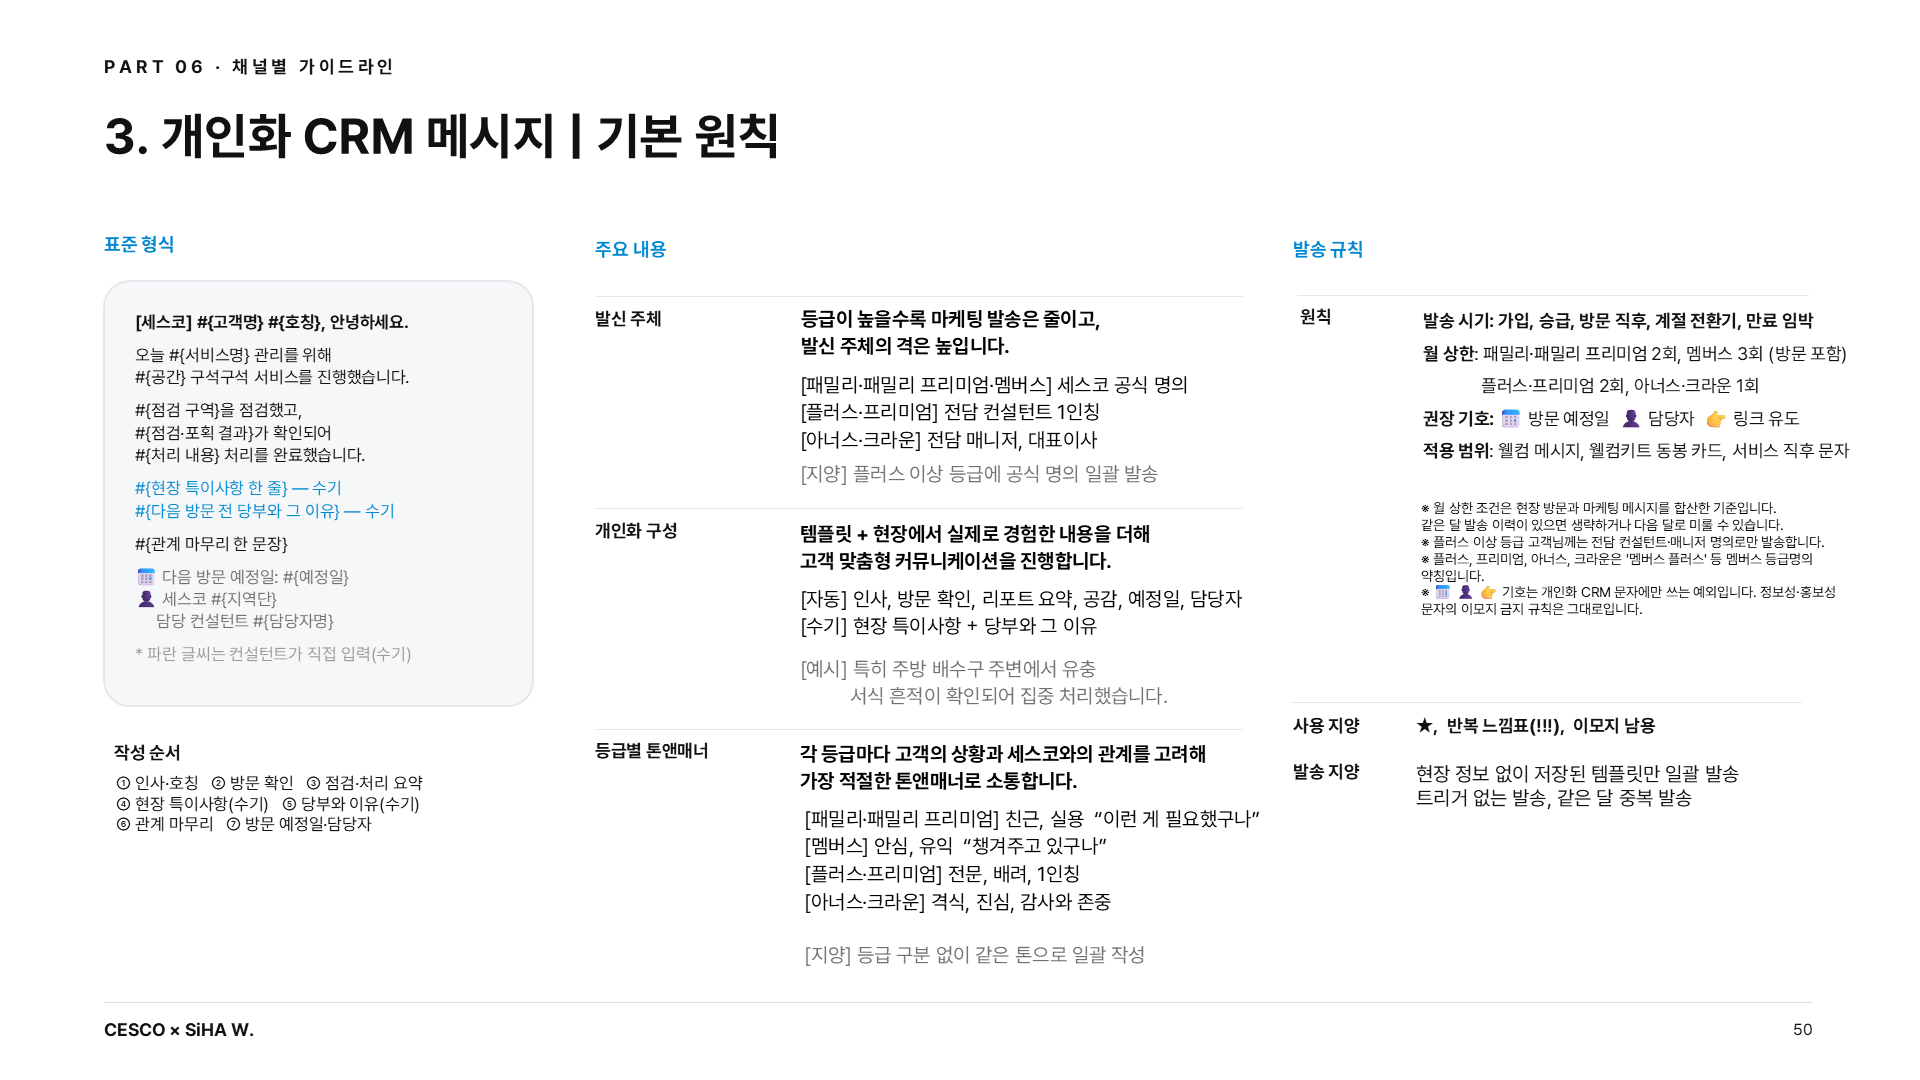 PART 06 · 채널별 가이드라인
3. 개인화 CRM 메시지 | 기본 원칙
표준 형식
[세스코] #{고객명} #{호칭}, 안녕하세요.
오늘 #{서비스명} 관리를 위해
#{공간} 구석구석 서비스를 진행했습니다.
#{점검 구역}을 점검했고,
#{점검·포획 결과}가 확인되어
#{처리 내용} 처리를 완료했습니다.
#{현장 특이사항 한 줄} — 수기
#{다음 방문 전 당부와 그 이유} — 수기
#{관계 마무리 한 문장}
🗓 다음 방문 예정일: #{예정일}
👤 세스코 #{지역단}
담당 컨설턴트 #{담당자명}
* 파란 글씨는 컨설턴트가 직접 입력(수기)
작성 순서
① 인사·호칭 ② 방문 확인 ③ 점검·처리 요약
④ 현장 특이사항(수기) ⑤ 당부와 이유(수기)
⑥ 관계 마무리 ⑦ 방문 예정일·담당자
주요 내용
발신 주체
등급이 높을수록 마케팅 발송은 줄이고,
발신 주체의 격은 높입니다.
[패밀리·패밀리 프리미엄·멤버스] 세스코 공식 명의
[플러스·프리미엄] 전담 컨설턴트 1인칭
[아너스·크라운] 전담 매니저, 대표이사
[지양] 플러스 이상 등급에 공식 명의 일괄 발송
개인화 구성
템플릿 + 현장에서 실제로 경험한 내용을 더해
고객 맞춤형 커뮤니케이션을 진행합니다.
[자동] 인사, 방문 확인, 리포트 요약, 공감, 예정일, 담당자
[수기] 현장 특이사항 + 당부와 그 이유
[예시] 특히 주방 배수구 주변에서 유충
서식 흔적이 확인되어 집중 처리했습니다.
등급별 톤앤매너
각 등급마다 고객의 상황과 세스코와의 관계를 고려해
가장 적절한 톤앤매너로 소통합니다.
[패밀리·패밀리 프리미엄] 친근, 실용 “이런 게 필요했구나”
[멤버스] 안심, 유익 “챙겨주고 있구나”
[플러스·프리미엄] 전문, 배려, 1인칭
[아너스·크라운] 격식, 진심, 감사와 존중
[지양] 등급 구분 없이 같은 톤으로 일괄 작성
발송 규칙
원칙
발송 시기: 가입, 승급, 방문 직후, 계절 전환기, 만료 임박
월 상한: 패밀리·패밀리 프리미엄 2회, 멤버스 3회 (방문 포함)
플러스·프리미엄 2회, 아너스·크라운 1회
권장 기호: 🗓 방문 예정일 👤 담당자 👉 링크 유도
적용 범위: 웰컴 메시지, 웰컴키트 동봉 카드, 서비스 직후 문자
※ 월 상한 조건은 현장 방문과 마케팅 메시지를 합산한 기준입니다.
같은 달 발송 이력이 있으면 생략하거나 다음 달로 미룰 수 있습니다.
※ 플러스 이상 등급 고객님께는 전담 컨설턴트·매니저 명의로만 발송합니다.
※ 플러스, 프리미엄, 아너스, 크라운은 '멤버스 플러스' 등 멤버스 등급명의
약칭입니다.
※ 🗓 👤 👉 기호는 개인화 CRM 문자에만 쓰는 예외입니다. 정보성·홍보성
문자의 이모지 금지 규칙은 그대로입니다.
사용 지양
★, 반복 느낌표(!!!), 이모지 남용
발송 지양
현장 정보 없이 저장된 템플릿만 일괄 발송
트리거 없는 발송, 같은 달 중복 발송
CESCO × SiHA W.
50